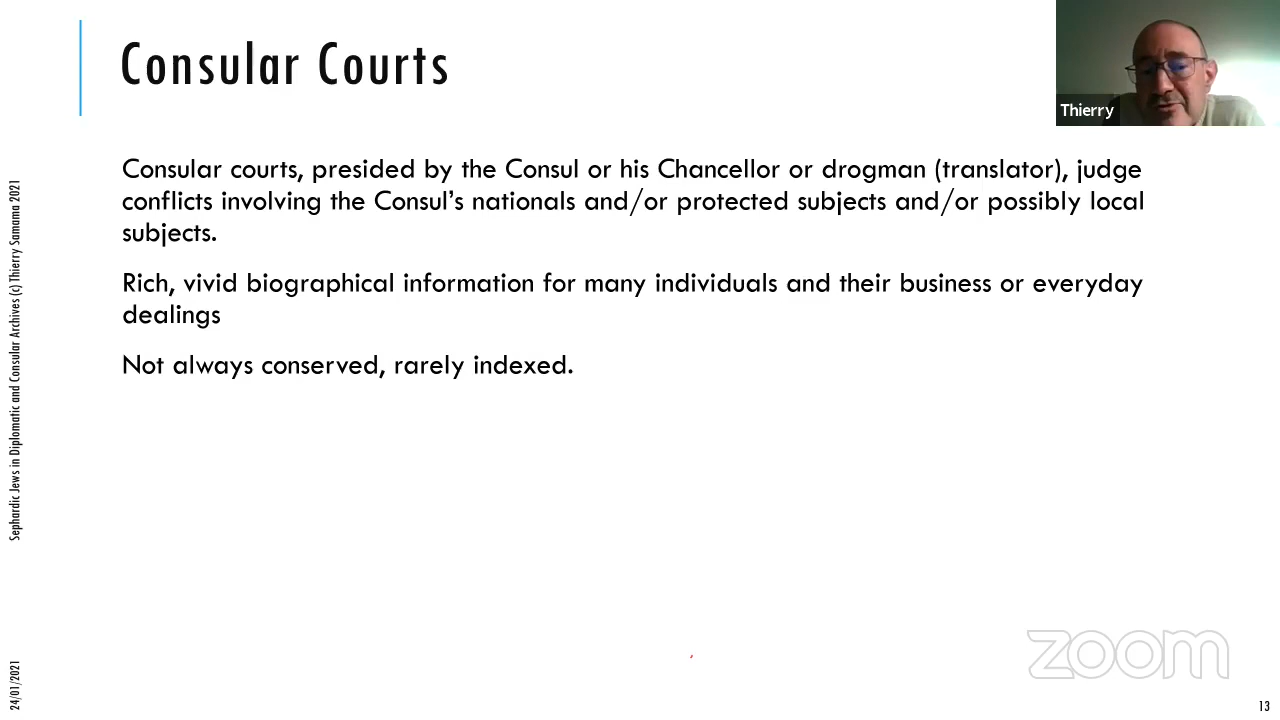 Consular Courts
Thierry
Consular courts, presided by the Consul or his Chancellor or drogman (translator), judge
conflicts involving the Consul’s nationals and/or protected subjects and/or possibly local
subjects.
Rich, vivid biographical information for many individuals and their business or everyday
dealings
Not always conserved, rarely indexed.
Sephardic Jews in Diplomatic and Consular Archives (c) Thierry Samama 2021
24/01/2021
zoom
13